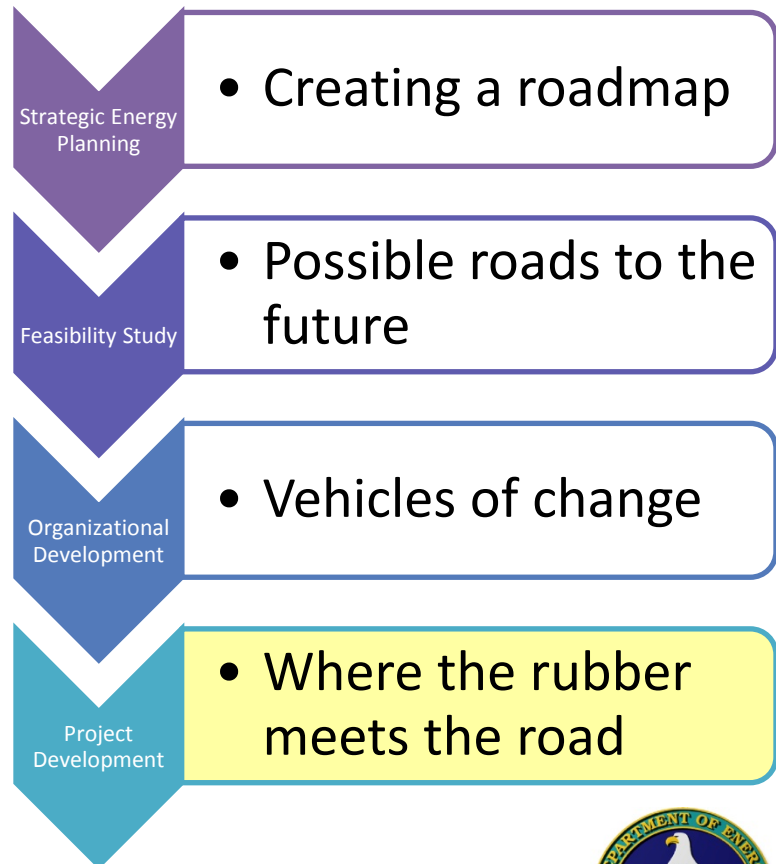 Strategic Energy
Planning
• Creating a roadmap
Feasibility Study
• Possible roads to the
future
Organizational
Development
• Vehicles of change
Project
Development
• Where the rubber
meets the road